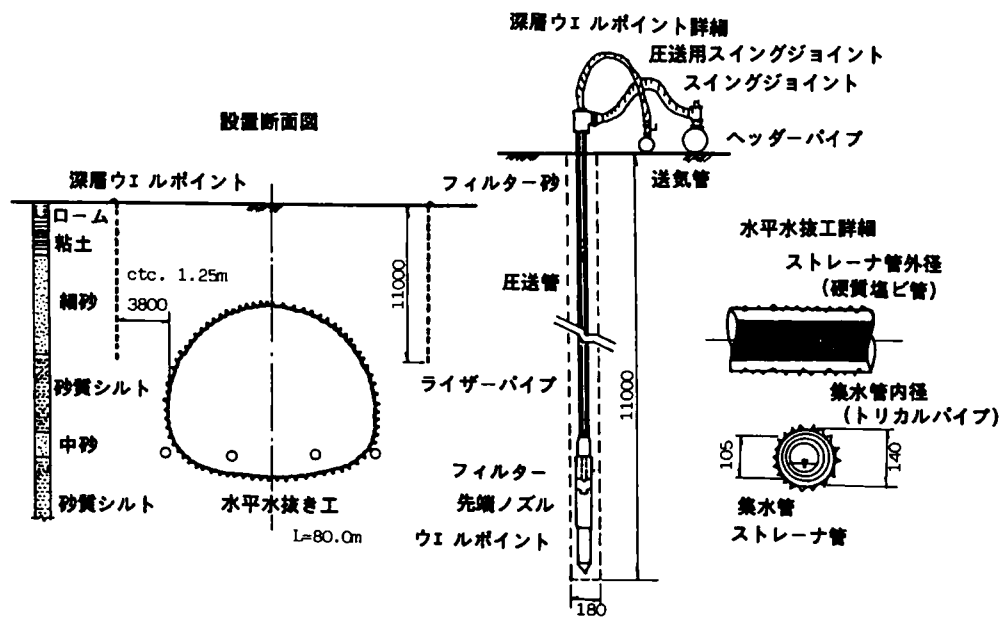 設置断面図
深層ウエルポイント
ローム
粘土
細砂
砂質シルト
中砂
砂質シルト
ctc. 1.25m
3800
11000
水平水抜き工
L=80.0m
深層ウエルポイント詳細
圧送用スイングジョイント
スイングジョイント
ヘッダーパイプ
フィルター砂
送気管
圧送管
ライザーパイプ
11000
フィルター
先端ノズル
ウエルポイント
180
水平水抜工詳細
ストレーナ管外径
(硬質塩ビ管)
集水管内径
(トリカルパイプ)
105
140
集水管
ストレーナ管